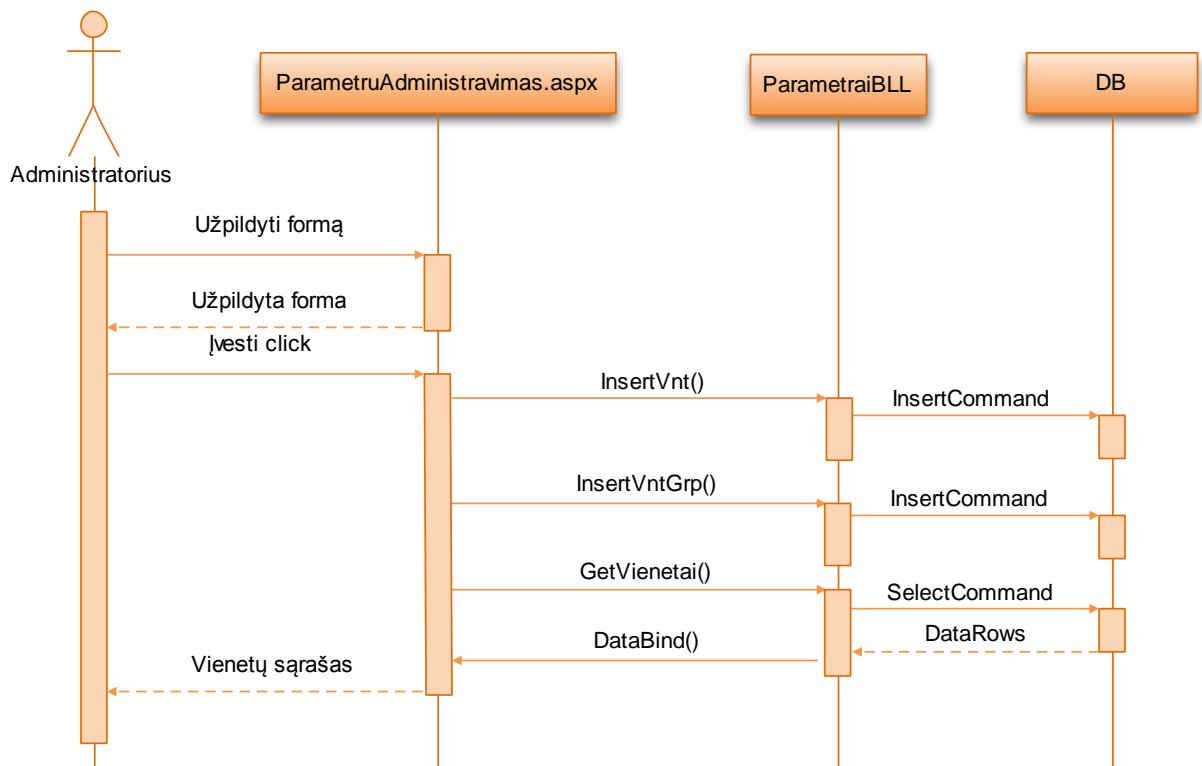 ParametruAdministravimas.aspx
ParametraiBLL
DB
Administratorius
Užpildyti formą
Užpildyta forma
Įvesti click
InsertVnt()
InsertCommand
InsertVntGrp()
InsertCommand
GetVienetai()
SelectCommand
DataRows
DataBind()
Vienetų sąrašas